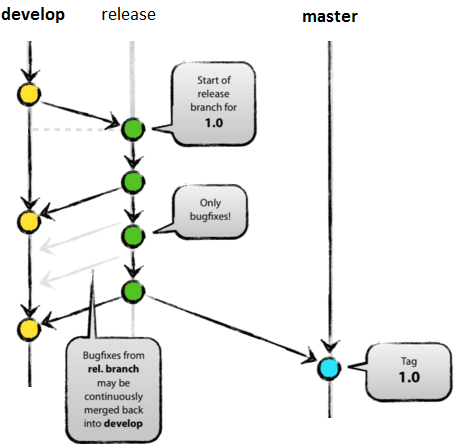 develop release master
Start of
release
branch for
1.0
Only
bugfixes!
Bugfixes from
rel. branch
may be
continuously
merged back
into develop
Tag
1.0